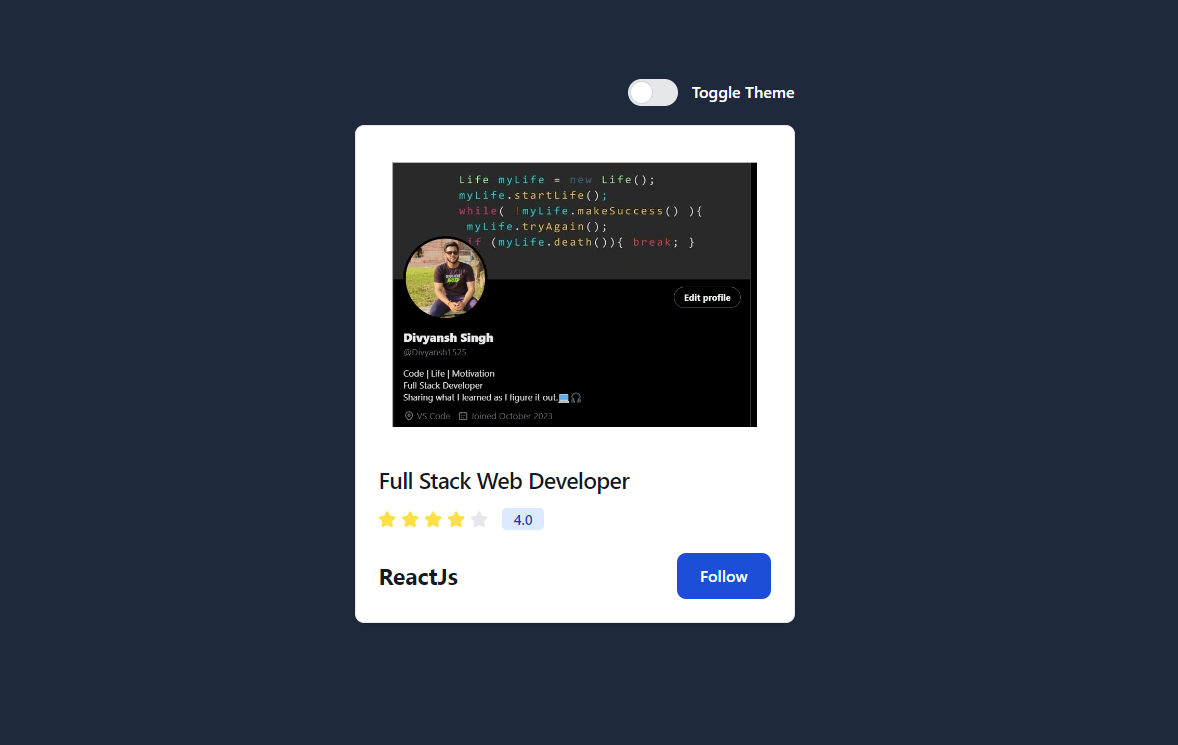 Toggle Theme
Life myLife = new Life();
myLife.startLife();
while( !myLife.makeSuccess() ){
myLife.tryAgain();
if (myLife.death()){ break; }
Edit profile
Divyansh Singh
@Divyansh1525
Code | Life | Motivation
Full Stack Developer
Sharing what I learned as I figure it out.💻🎧
VS Code Joined October 2023
Full Stack Web Developer
4.0
ReactJs
Follow